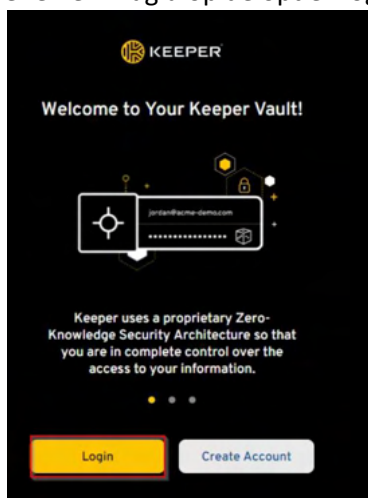 KEEPER
Welcome to Your Keeper Vault!
jordan@acme-demo.com
Keeper uses a proprietary Zero-
Knowledge Security Architecture so that
you are in complete control over the
access to your information.
Login
Create Account